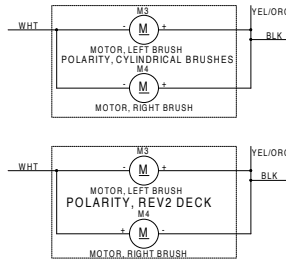 M3
YEL/ORG
WHT
- M +
BLK
MOTOR, LEFT BRUSH
POLARITY, CYLINDRICAL BRUSHES
M4
- M +
MOTOR, RIGHT BRUSH
M3
YEL/ORG
WHT
- M +
BLK
MOTOR, LEFT BRUSH
POLARITY, REV2 DECK
M4
+ M -
MOTOR, RIGHT BRUSH